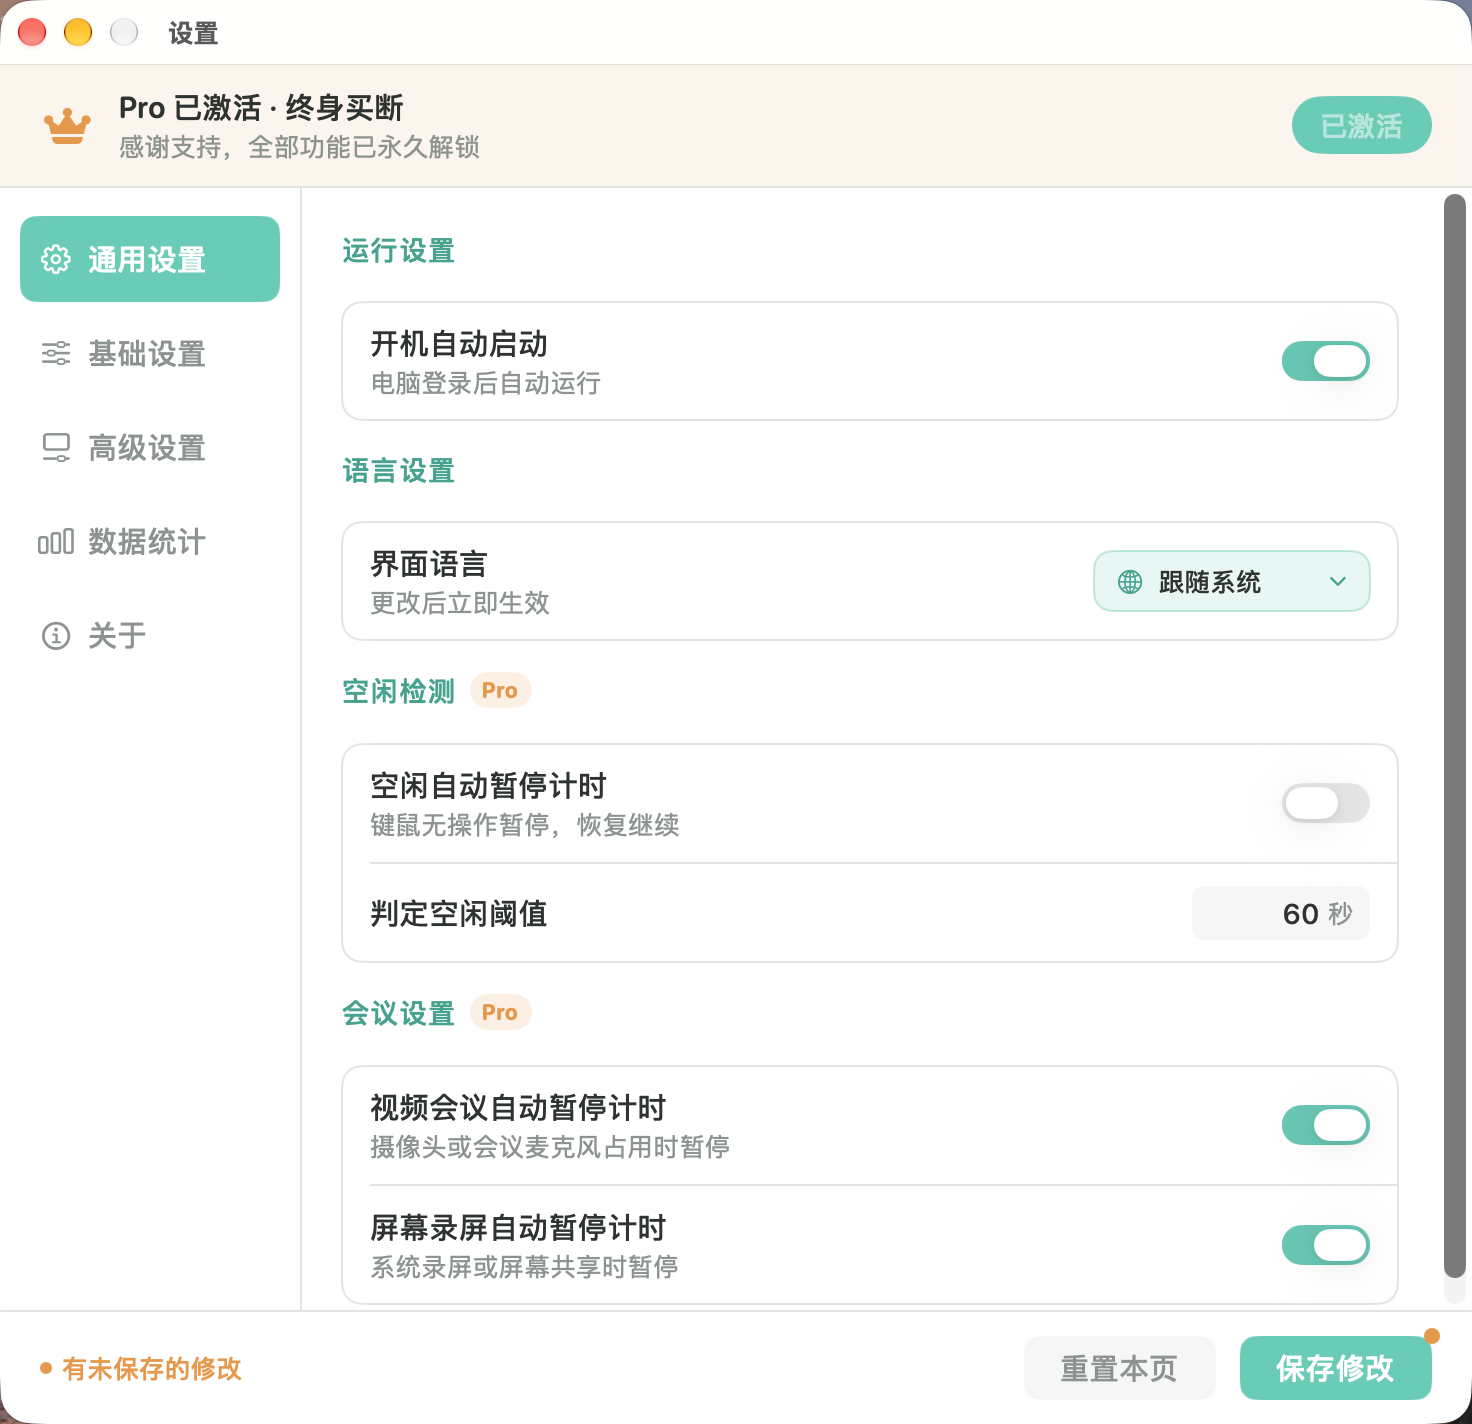 设置
Pro 已激活 · 终身买断
感谢支持，全部功能已永久解锁
已激活
通用设置
基础设置
高级设置
数据统计
关于
运行设置
开机自动启动
电脑登录后自动运行
语言设置
界面语言
更改后立即生效
跟随系统
空闲检测 Pro
空闲自动暂停计时
键鼠无操作暂停，恢复继续
判定空闲阈值
60 秒
会议设置 Pro
视频会议自动暂停计时
摄像头或会议麦克风占用时暂停
屏幕录屏自动暂停计时
系统录屏或屏幕共享时暂停
有未保存的修改
重置本页
保存修改